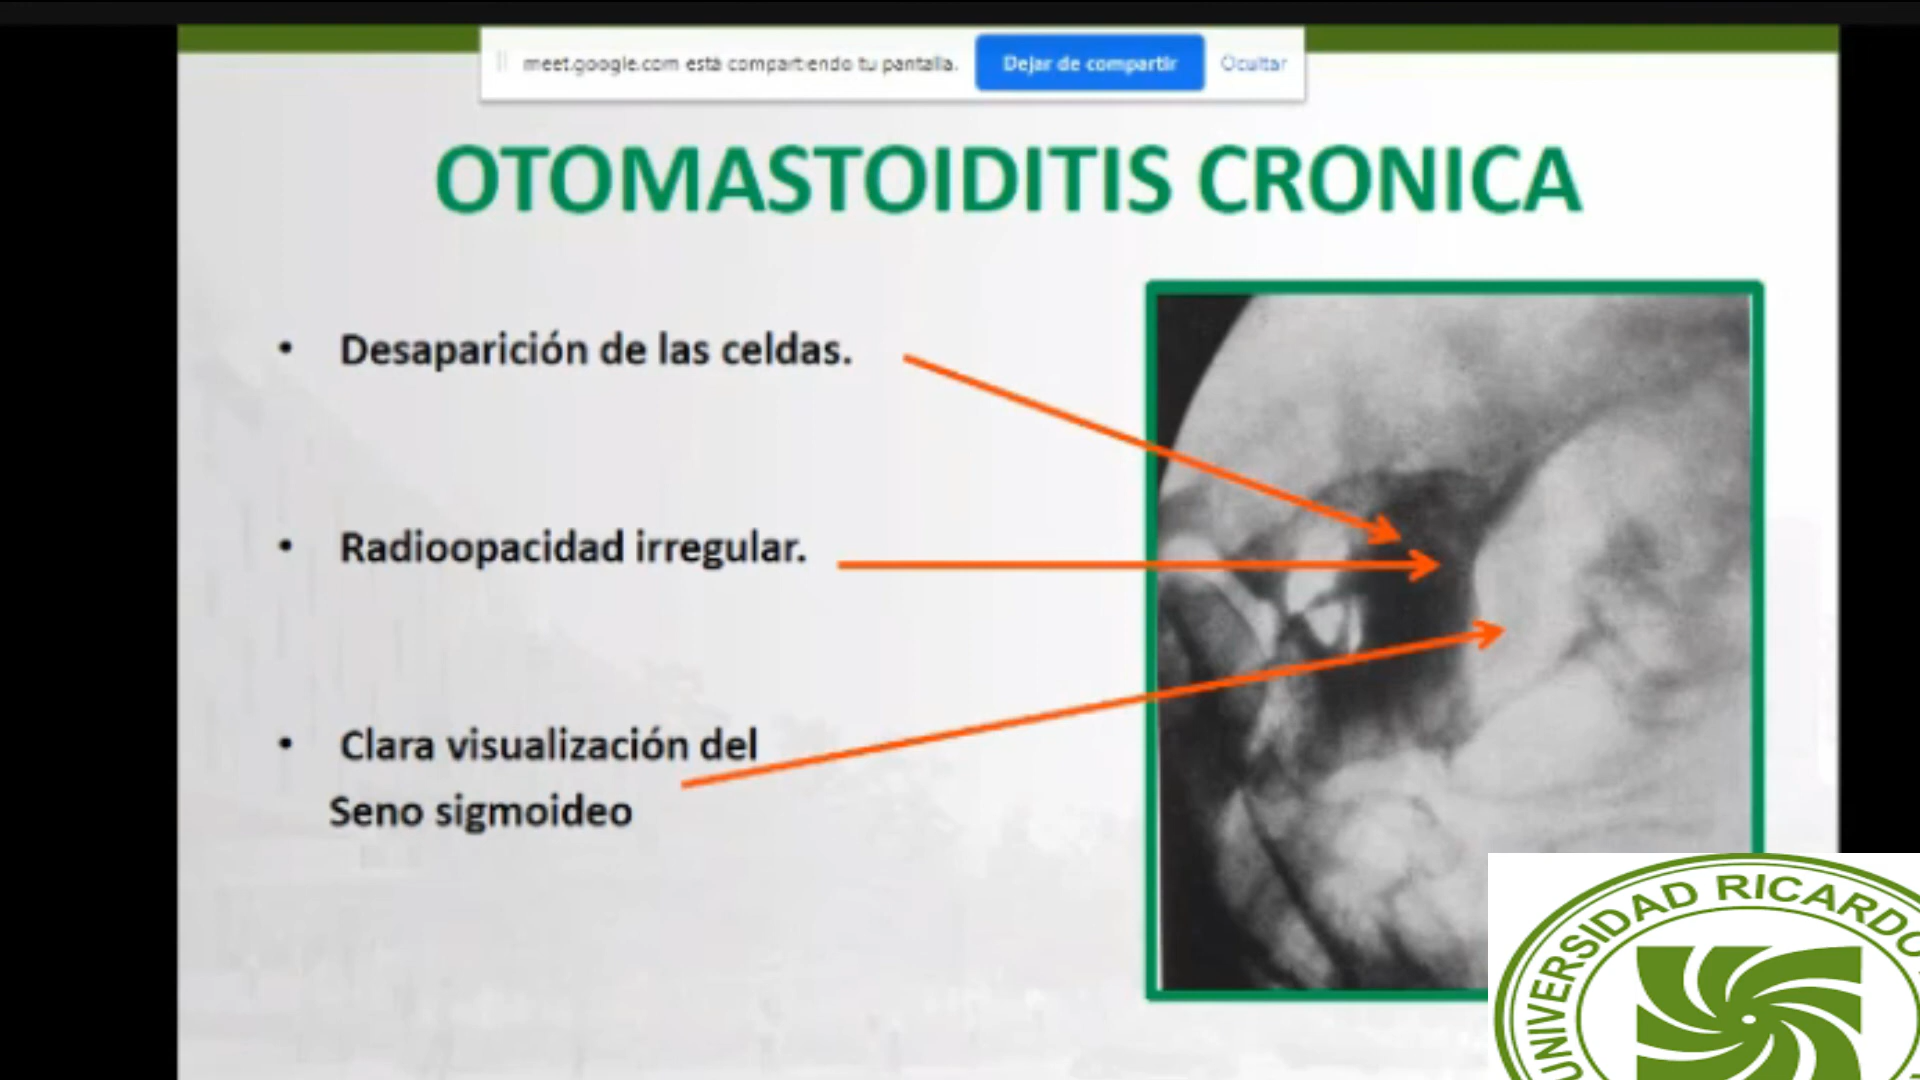 meet.google.com está compartiendo tu pantalla.
Dejar de compartir
Ocultar
OTOMASTOIDITIS CRONICA
• Desaparición de las celdas.
• Radioopacidad irregular.
• Clara visualización del
Seno sigmoideo
UNIVERSIDAD RICARDO